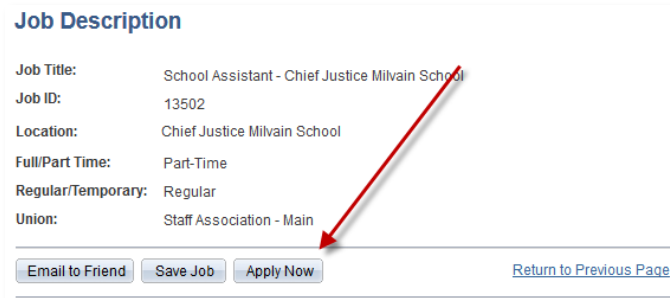 Job Description
Job Title: School Assistant - Chief Justice Milvain School
Job ID: 13502
Location: Chief Justice Milvain School
Full/Part Time: Part-Time
Regular/Temporary: Regular
Union: Staff Association - Main
Email to Friend Save Job Apply Now Return to Previous Page